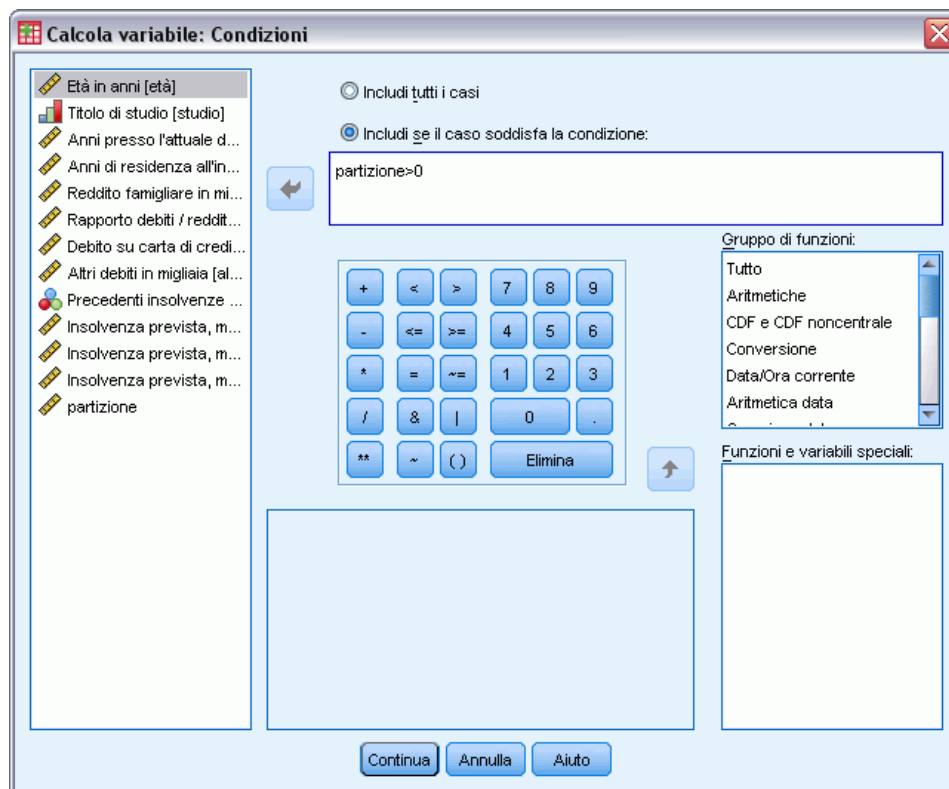 Calcola variabile: Condizioni
Età in anni [età]
Titolo di studio [studio]
Anni presso l'attuale d...
Anni di residenza all'in...
Reddito famigliare in mi...
Rapporto debiti / reddit...
Debito su carta di credi...
Altri debiti in migliaia [al...
Precedenti insolvenze ...
Insolvenza prevista, m...
Insolvenza prevista, m...
Insolvenza prevista, m...
partizione
Includi tutti i casi
Includi se il caso soddisfa la condizione:
partizione>0
+ < > 7 8 9
- <= >= 4 5 6
* = ~= 1 2 3
/ & | 0 .
** ~ ( ) Elimina
Gruppo di funzioni:
Tutto
Aritmetiche
CDF e CDF noncentrale
Conversione
Data/Ora corrente
Aritmetica data
Funzioni e variabili speciali:
Continua Annulla Aiuto